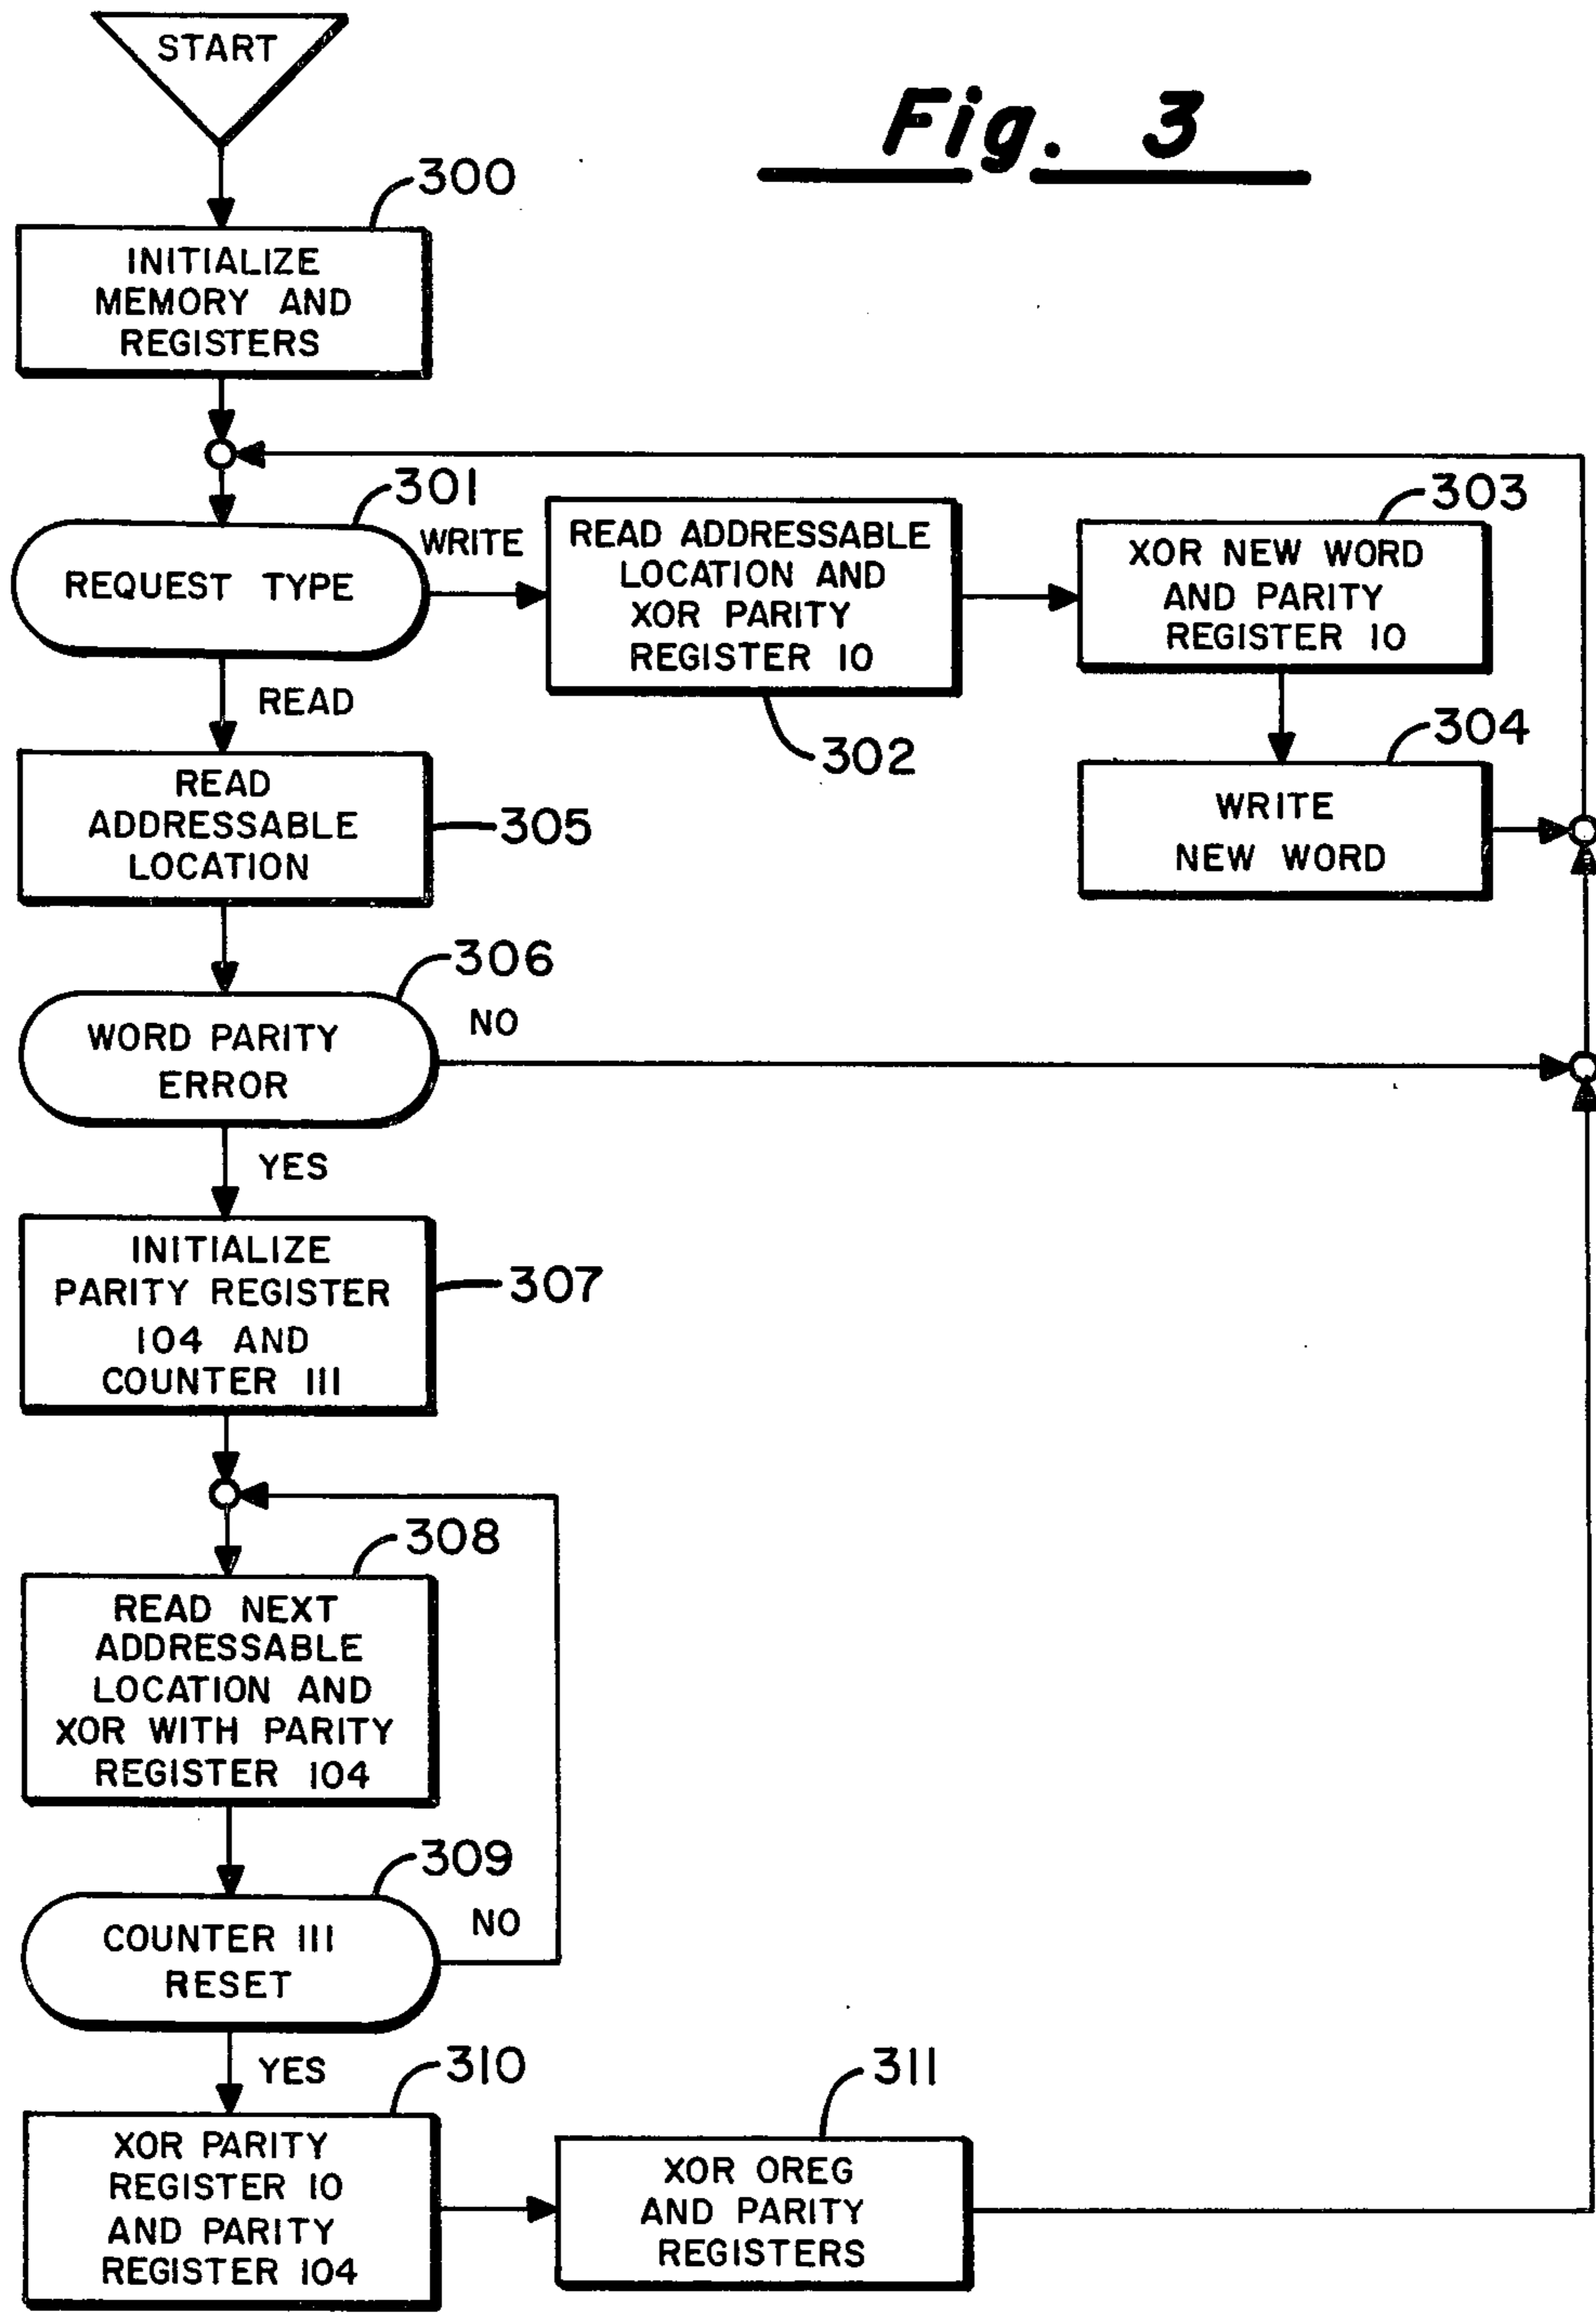 START
Fig. 3
300
INITIALIZE
MEMORY AND
REGISTERS
301
REQUEST TYPE
WRITE
READ ADDRESSABLE
LOCATION AND
XOR PARITY
REGISTER 10
302
303
XOR NEW WORD
AND PARITY
REGISTER 10
304
WRITE
NEW WORD
READ
READ
ADDRESSABLE
LOCATION
305
306
WORD PARITY
ERROR
NO
YES
INITIALIZE
PARITY REGISTER
104 AND
COUNTER 111
307
308
READ NEXT
ADDRESSABLE
LOCATION AND
XOR WITH PARITY
REGISTER 104
309
COUNTER 111
RESET
NO
YES
310
XOR PARITY
REGISTER 10
AND PARITY
REGISTER 104
311
XOR OREG
AND PARITY
REGISTERS